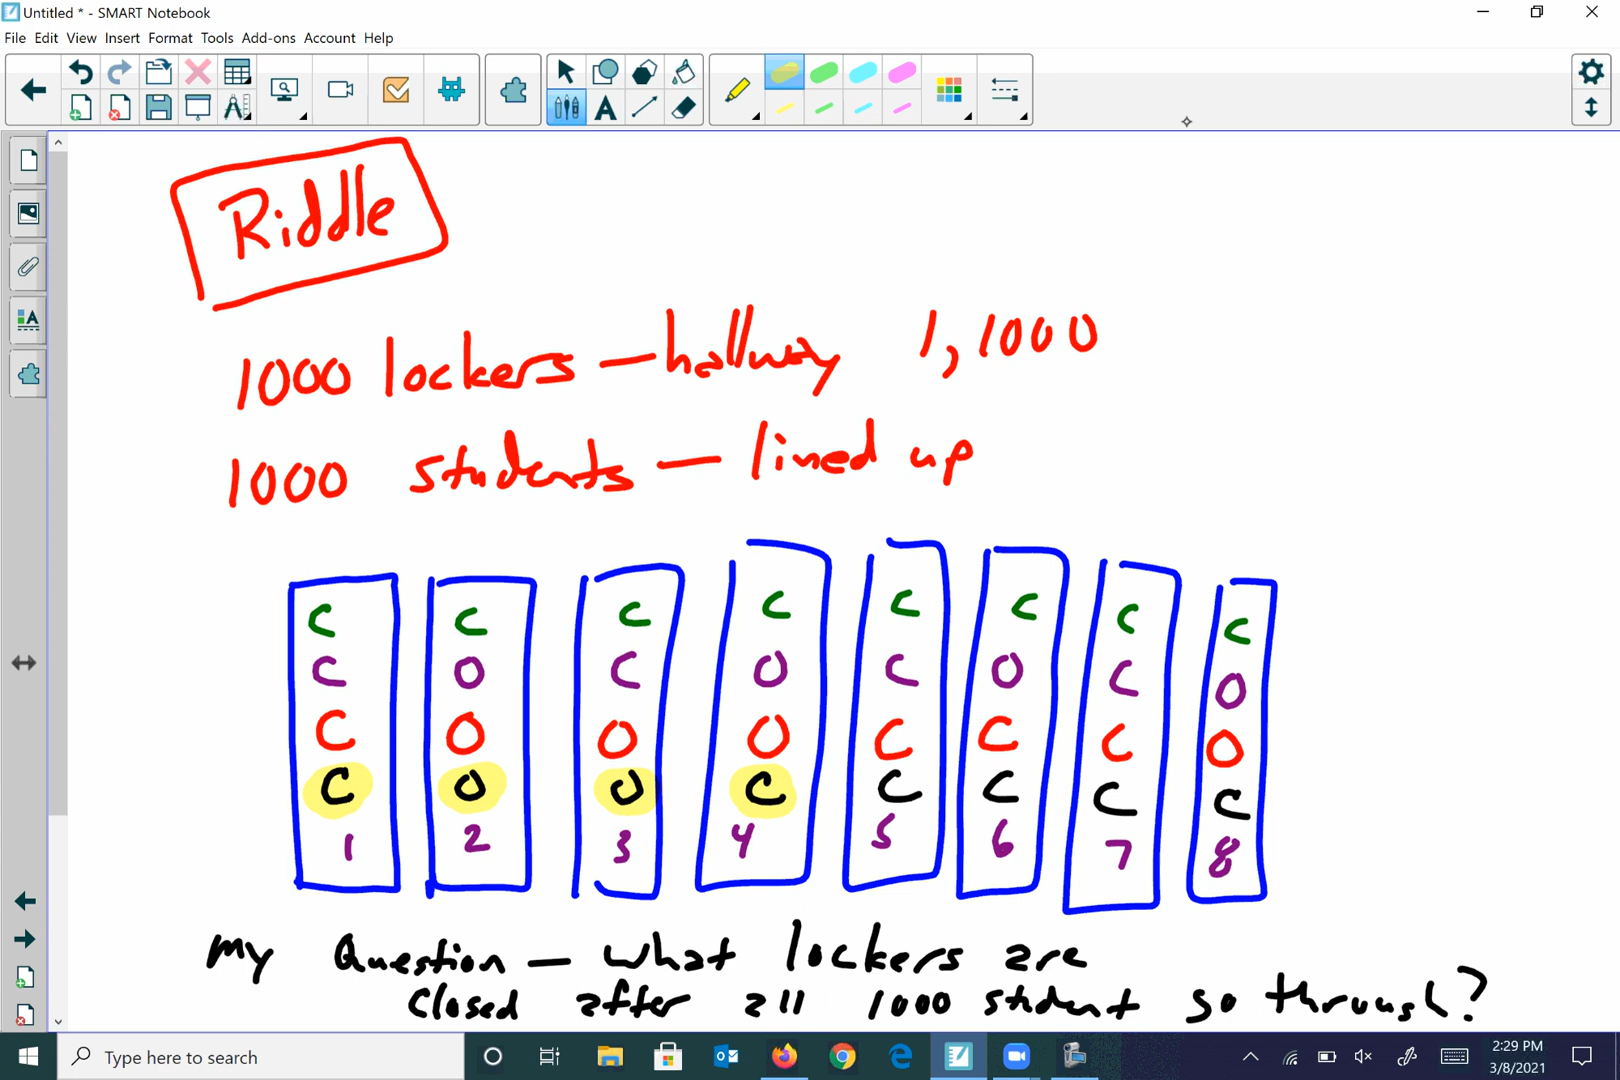 Untitled * - SMART Notebook
File Edit View Insert Format Tools Add-ons Account Help
Riddle
1000 lockers — hallway 1, 1000
1000 students — lined up
C C C C C C C C
C O C O C O C O
C O O O C C C O
C O O C C C C C
1 2 3 4 5 6 7 8
My Question — what lockers are
closed after all 1000 student so through?
Type here to search
2:29 PM
3/8/2021